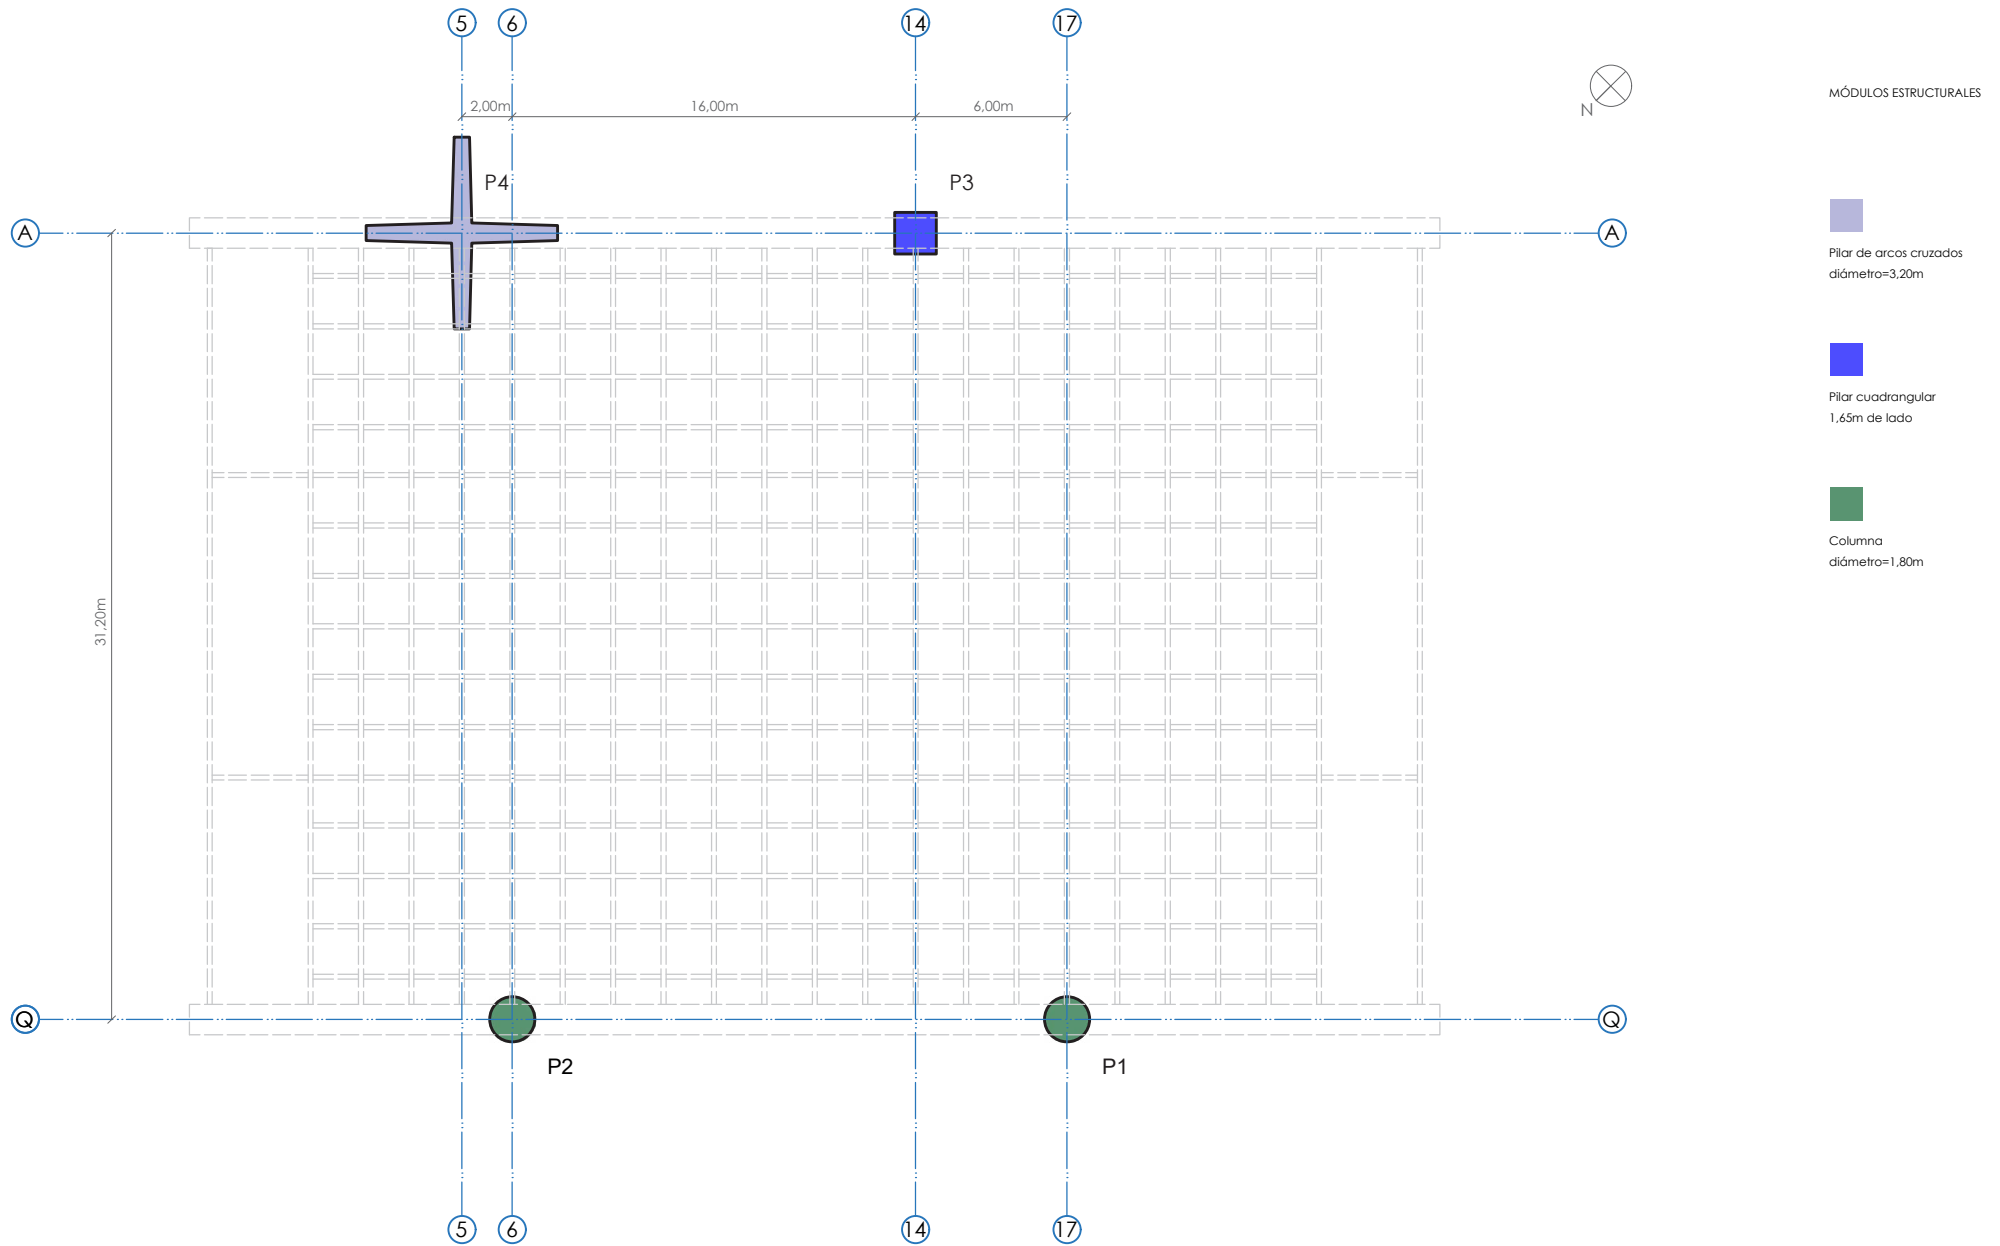 5 6 14 17
N
MÓDULOS ESTRUCTURALES
2,00m 16,00m 6,00m
P4 P3
A A
Pilar de arcos cruzados
diámetro=3,20m
Pilar cuadrangular
1,65m de lado
Columna
diámetro=1,80m
31,20m
Q Q
P2 P1
5 6 14 17